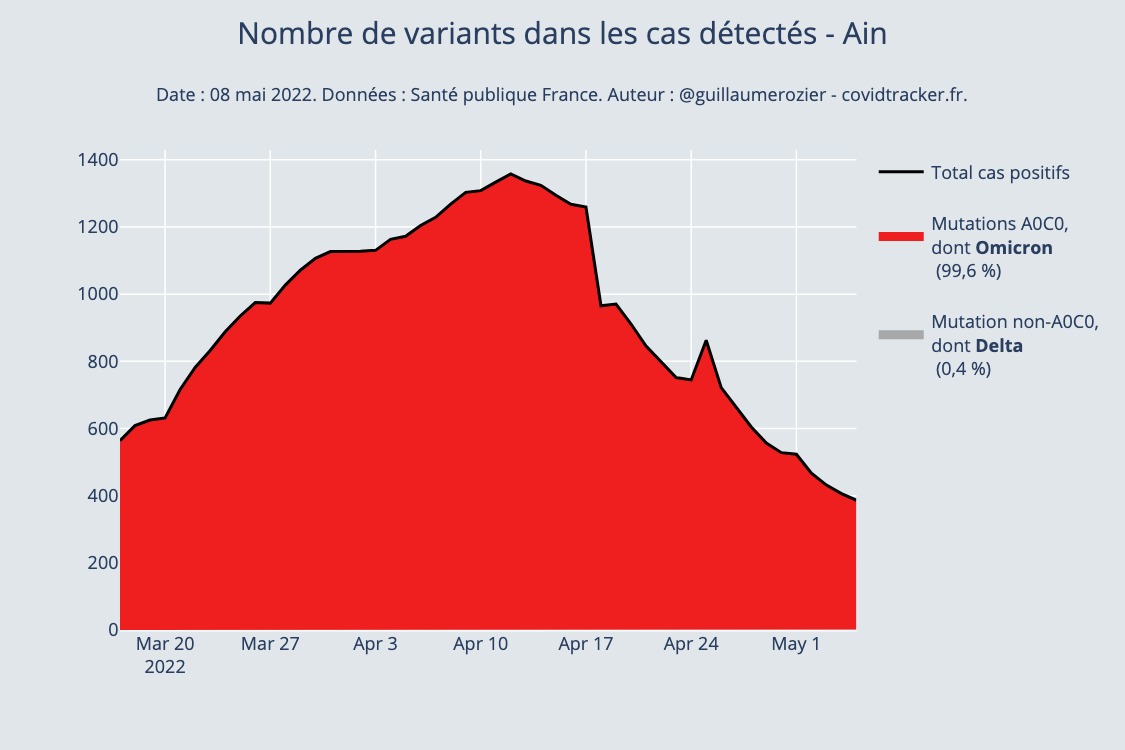 Nombre de variants dans les cas détectés - Ain
Date : 08 mai 2022. Données : Santé publique France. Auteur : @guillaumerozier - covidtracker.fr.
1400
1200
1000
800
600
400
200
0
Mar 20
2022
Mar 27
Apr 3
Apr 10
Apr 17
Apr 24
May 1
Total cas positifs
Mutations A0C0,
dont Omicron
(99,6 %)
Mutation non-A0C0,
dont Delta
(0,4 %)